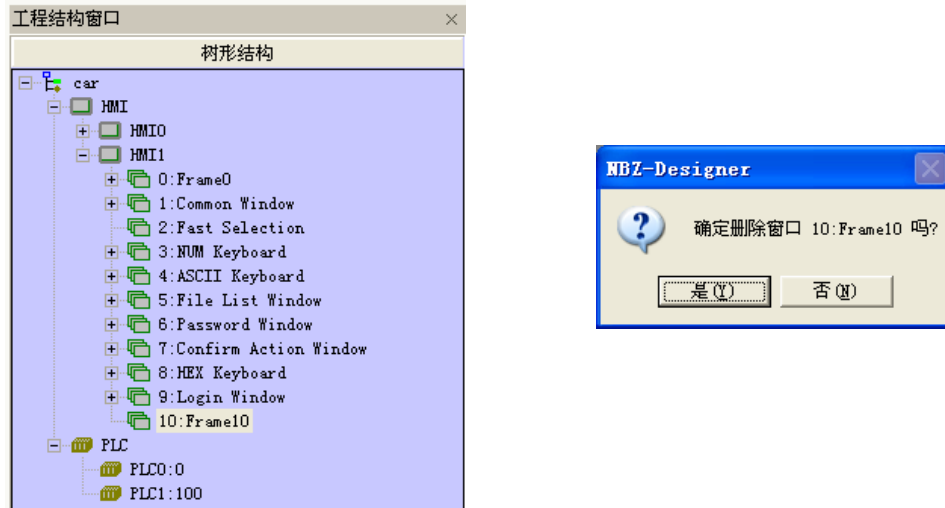 工程结构窗口
树形结构
car
HMI
HMI0
HMI1
0:Frame0
1:Common Window
2:Fast Selection
3:NUM Keyboard
4:ASCII Keyboard
5:File List Window
6:Password Window
7:Confirm Action Window
8:HEX Keyboard
9:Login Window
10:Frame10
PLC
PLC0:0
PLC1:100
NBZ-Designer
确定删除窗口 10:Frame10 吗?
是(Y) 否(N)